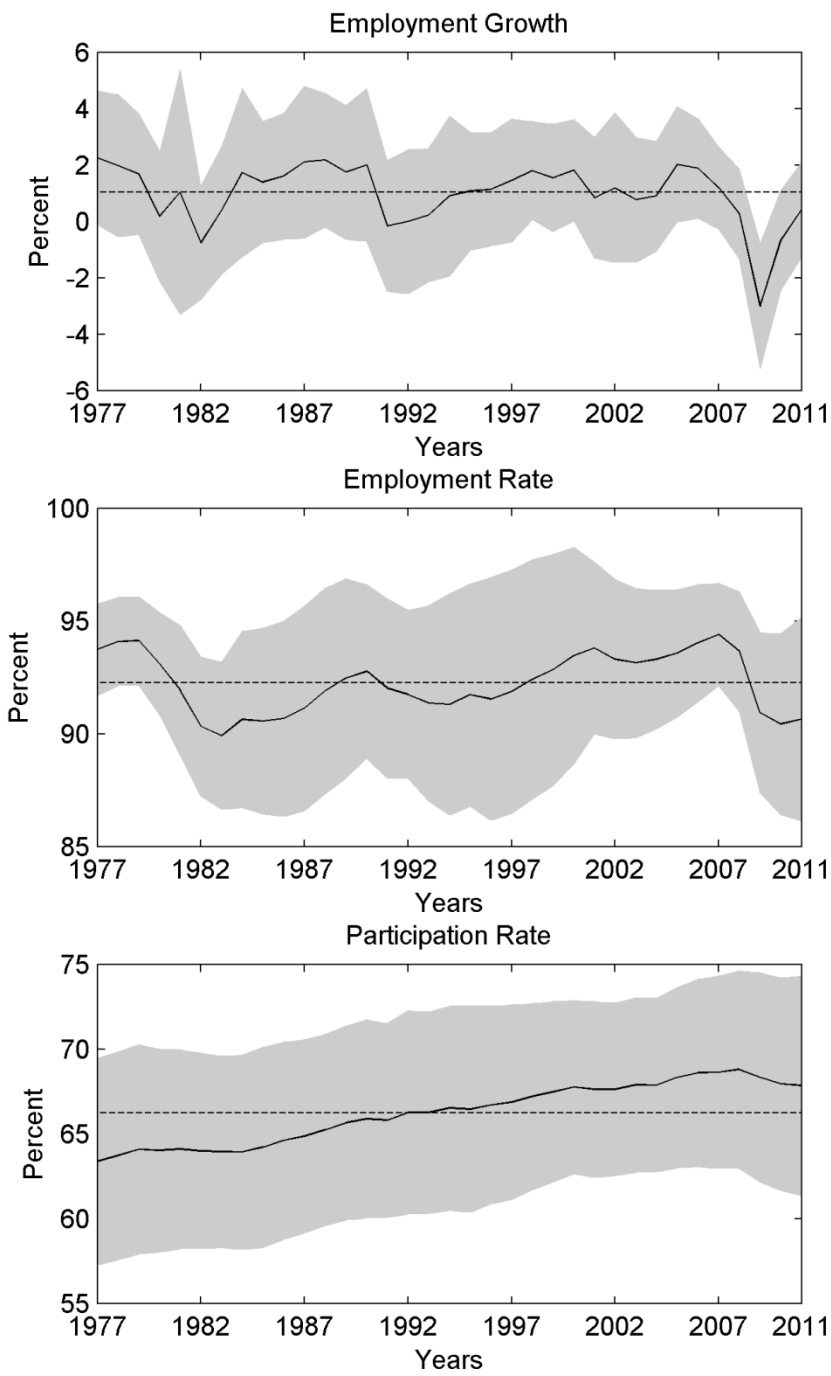 Employment Growth
6
4
2
0
-2
-4
-6
Percent
1977 1982 1987 1992 1997 2002 2007 2011
Years
Employment Rate
100
95
90
85
Percent
1977 1982 1987 1992 1997 2002 2007 2011
Years
Participation Rate
75
70
65
60
55
Percent
1977 1982 1987 1992 1997 2002 2007 2011
Years